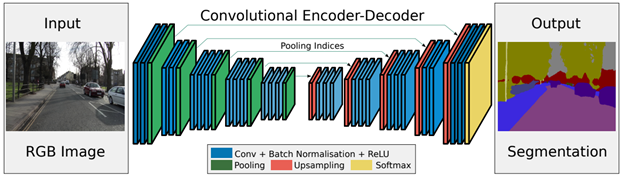 Input
Convolutional Encoder-Decoder
Output
Pooling Indices
RGB Image
Conv + Batch Normalisation + ReLU
Pooling
Upsampling
Softmax
Segmentation